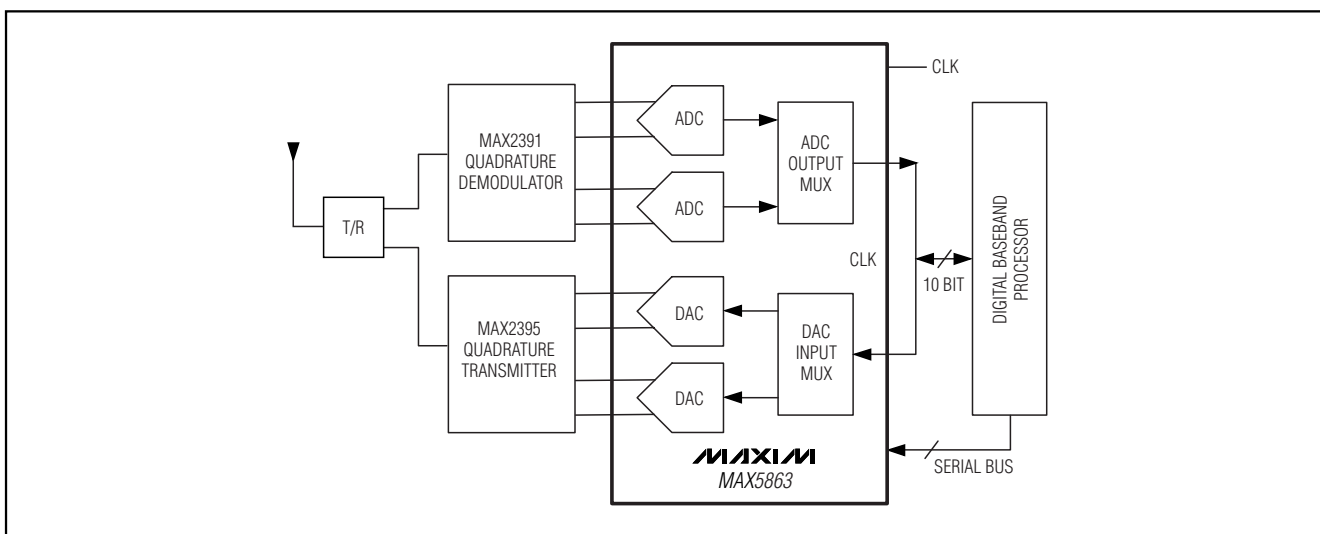 CLK
ADC
MAX2391
QUADRATURE
DEMODULATOR
ADC
OUTPUT
MUX
ADC
T/R
CLK
10 BIT
DIGITAL BASEBAND
PROCESSOR
DAC
MAX2395
QUADRATURE
TRANSMITTER
DAC
INPUT
MUX
DAC
MAXIM
MAX5863
SERIAL BUS